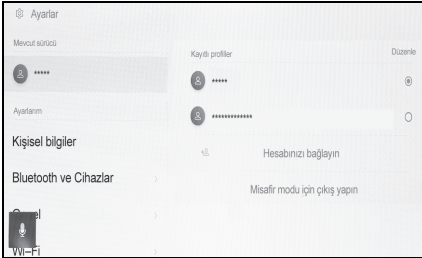 Ayarlar
Mevcut sürücü
*****
Ayarlarım
Kişisel bilgiler
Bluetooth ve Cihazlar
Wi-Fi
Kayıtlı profiller
Düzenle
*****
*************
Hesabınızı bağlayın
Misafir modu için çıkış yapın